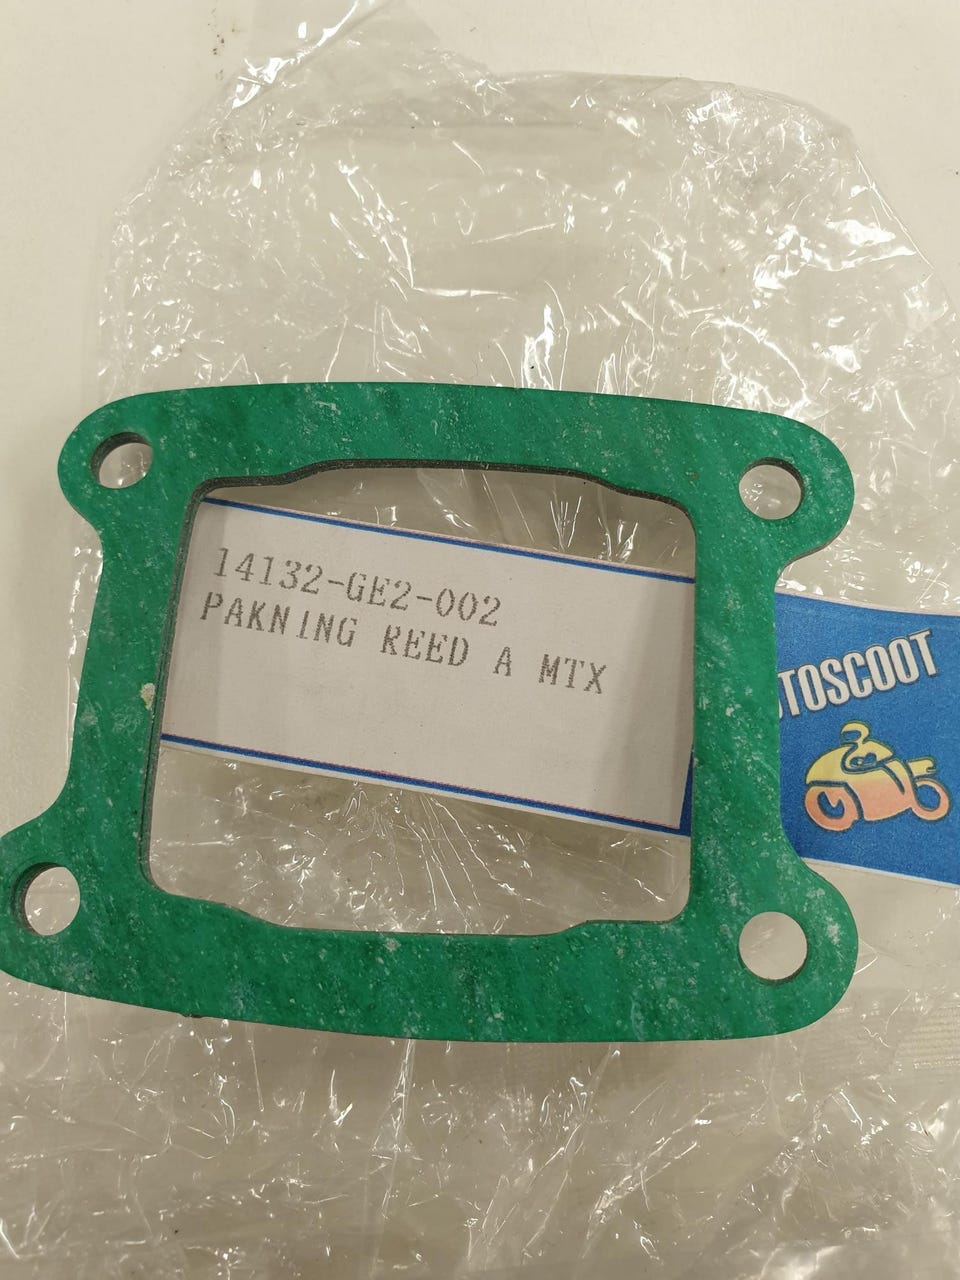 14132-GE2-002
PAKNING REED A MTX
TOSCOOT